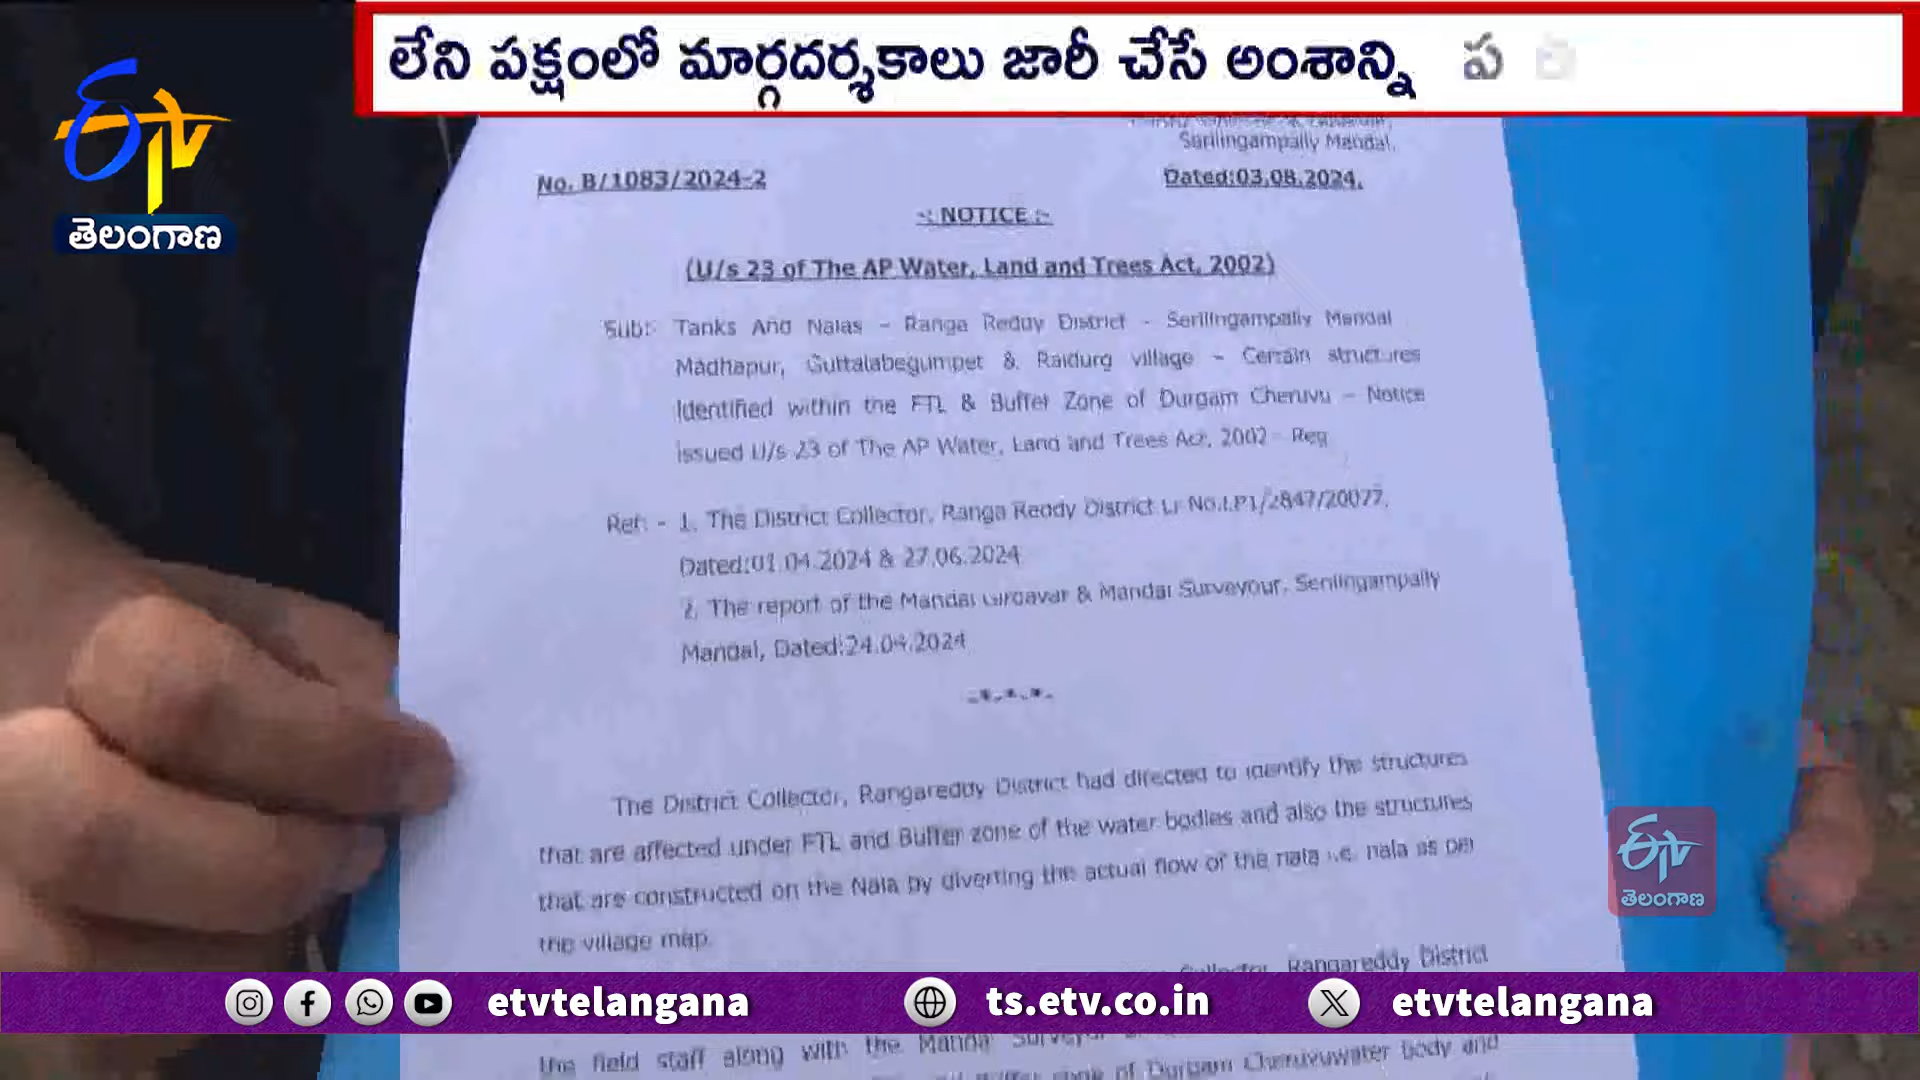 లేని పక్షంలో మార్గదర్శకాలు జారీ చేసే అంశాన్ని ప
ETV
తెలంగాణ
Serilingampally Mandal.
No. B/1083/2024-2
Dated:03.08.2024.
-: NOTICE :-
(U/s 23 of The AP Water, Land and Trees Act, 2002)
Sub:- Tanks And Nalas – Ranga Reddy District - Serilingampally Mandal
Madhapur, Guttalabegumpet & Raidurg village – Certain structures
Identified within the FTL & Buffer Zone of Durgam Cheruvu – Notice
issued U/s 23 of The AP Water, Land and Trees Act, 2002 - Reg
Ref: - 1. The District Collector, Ranga Reddy District Lr No.LP1/2847/20077,
Dated:01.04.2024 & 27.06.2024
2. The report of the Mandal Girdavar & Mandal Surveyour, Serilingampally
Mandal, Dated:24.04.2024
-*-*-*-
The District Collector, Rangareddy District had directed to identify the structures
that are affected under FTL and Buffer zone of the water bodies and also the structures
that are constructed on the Nala by diverting the actual flow of the nala i.e. nala as per
the village map.
Collector, Rangareddy District
ETV
తెలంగాణ
etvtelangana
ts.etv.co.in
etvtelangana
the field staff along with the Mandal Surveyor
of Durgam Cheruvuwater body and